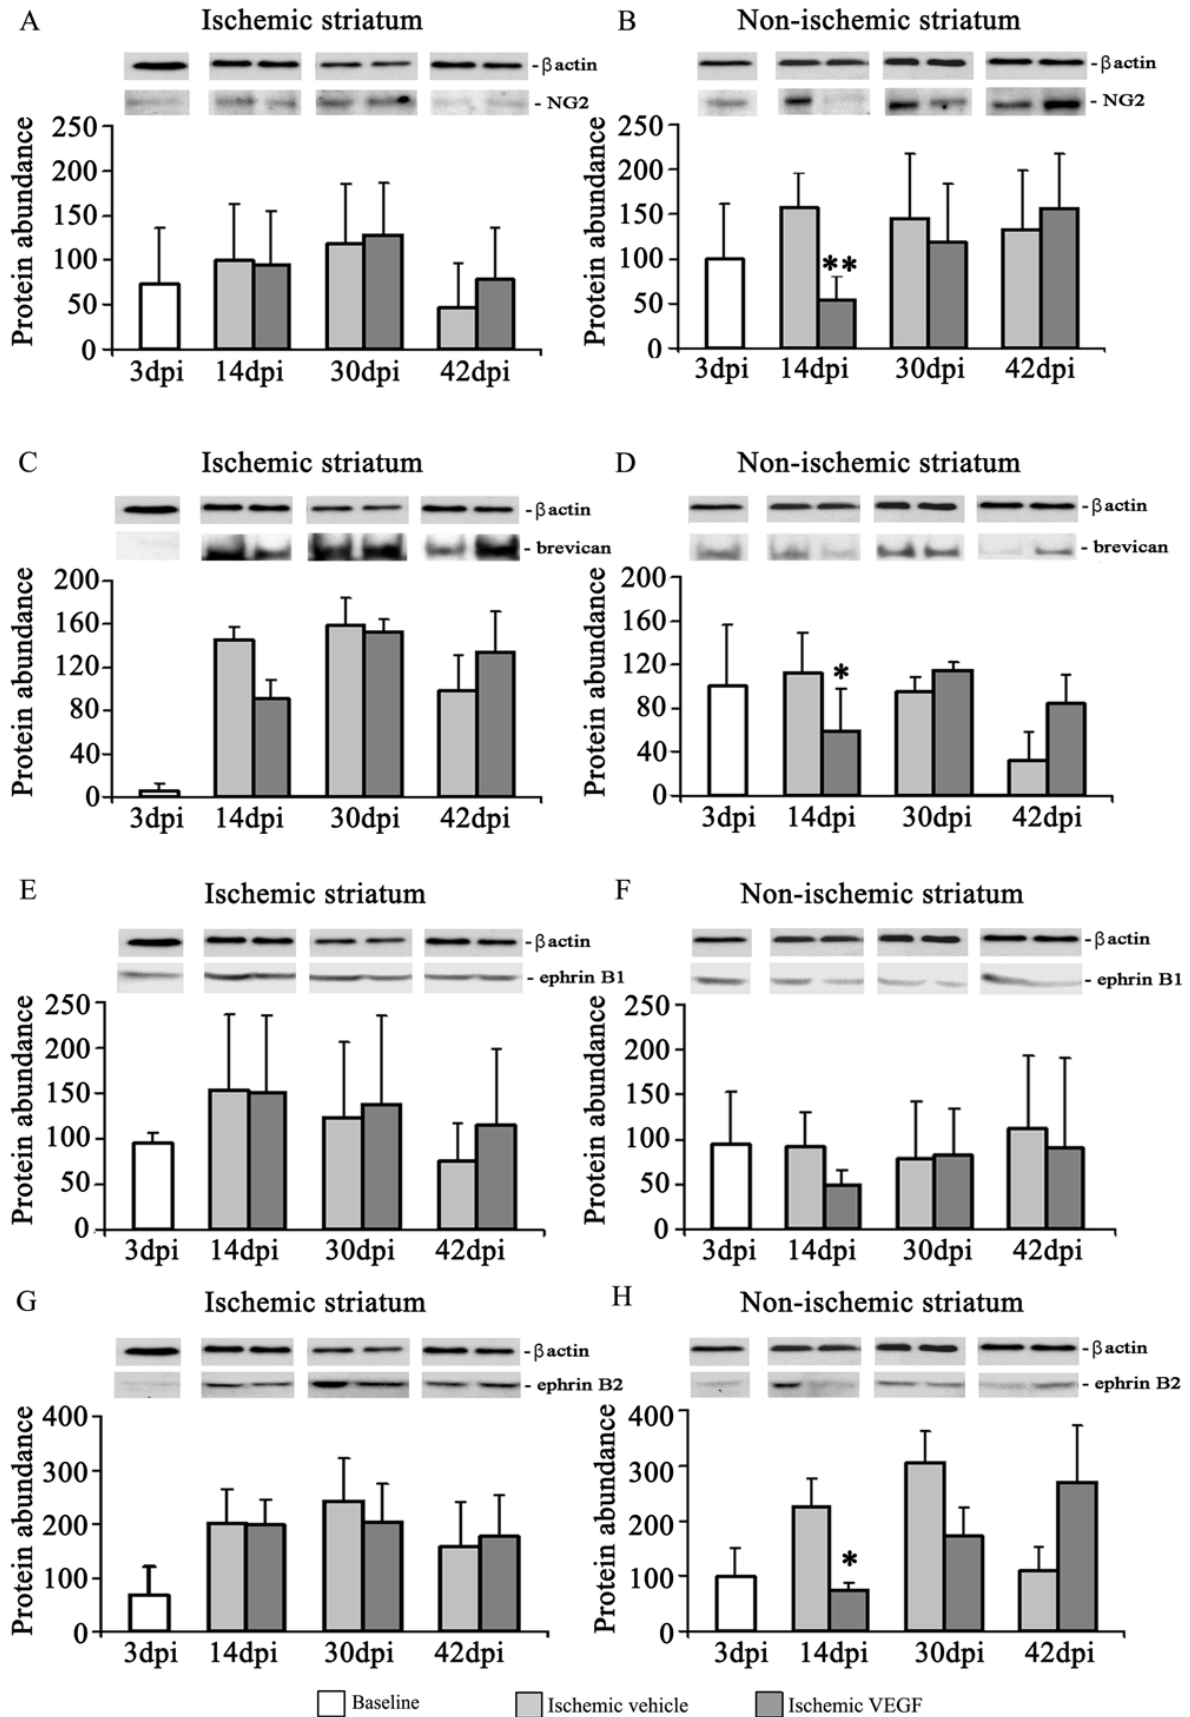 A
Ischemic striatum
-β actin
- NG2
Protein abundance
250
200
150
100
50
0
3dpi 14dpi 30dpi 42dpi
B
Non-ischemic striatum
-β actin
- NG2
Protein abundance
250
200
150
100
50
0
**
3dpi 14dpi 30dpi 42dpi
C
Ischemic striatum
-β actin
- brevican
Protein abundance
200
160
120
80
40
0
3dpi 14dpi 30dpi 42dpi
D
Non-ischemic striatum
-β actin
- brevican
Protein abundance
200
160
120
80
40
0
*
3dpi 14dpi 30dpi 42dpi
E
Ischemic striatum
-β actin
- ephrin B1
Protein abundance
250
200
150
100
50
0
3dpi 14dpi 30dpi 42dpi
F
Non-ischemic striatum
-β actin
- ephrin B1
Protein abundance
250
200
150
100
50
0
3dpi 14dpi 30dpi 42dpi
G
Ischemic striatum
-β actin
- ephrin B2
Protein abundance
400
300
200
100
0
3dpi 14dpi 30dpi 42dpi
H
Non-ischemic striatum
-β actin
- ephrin B2
Protein abundance
400
300
200
100
0
*
3dpi 14dpi 30dpi 42dpi
Baseline Ischemic vehicle Ischemic VEGF